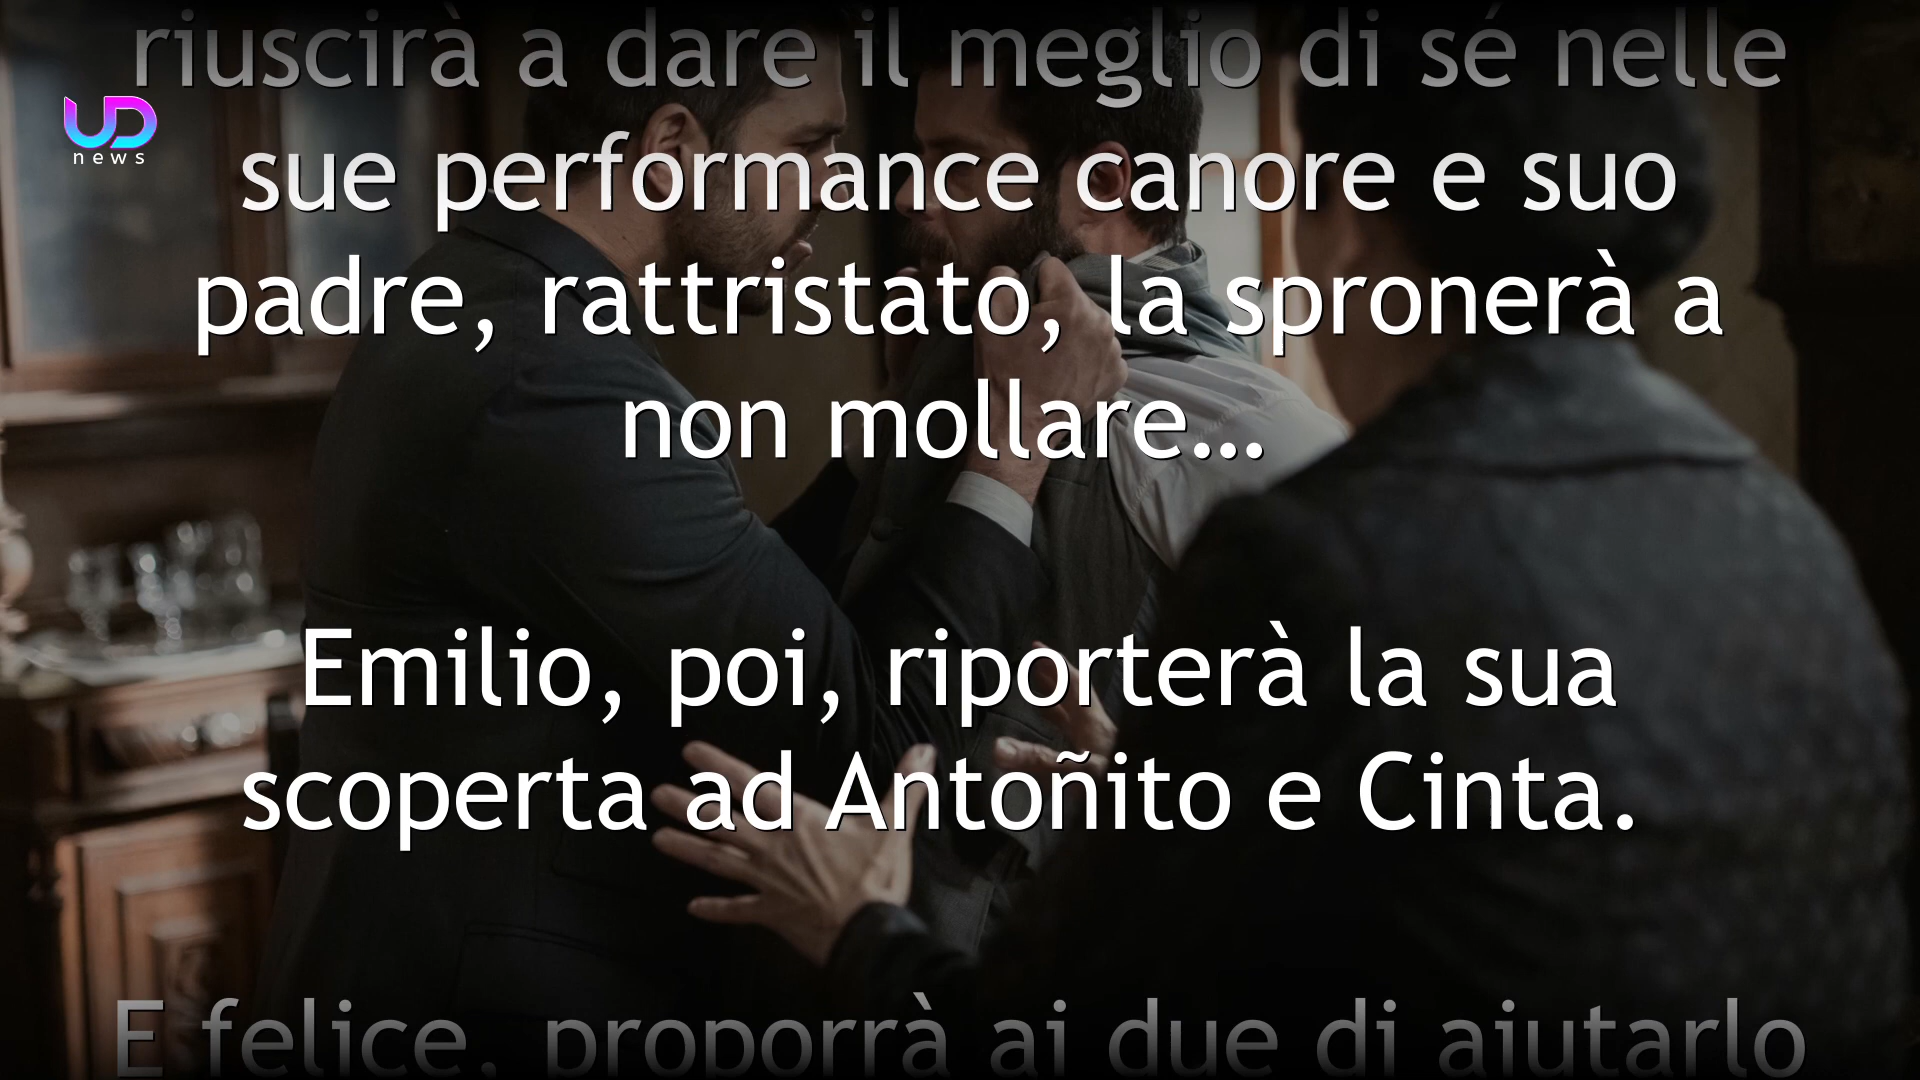 riuscirà a dare il meglio di sé nelle
UD
news
sue performance canore e suo
padre, rattristato, la spronerà a
non mollare...
Emilio, poi, riporterà la sua
scoperta ad Antoñito e Cinta.
E felice, proporrà ai due di aiutarlo